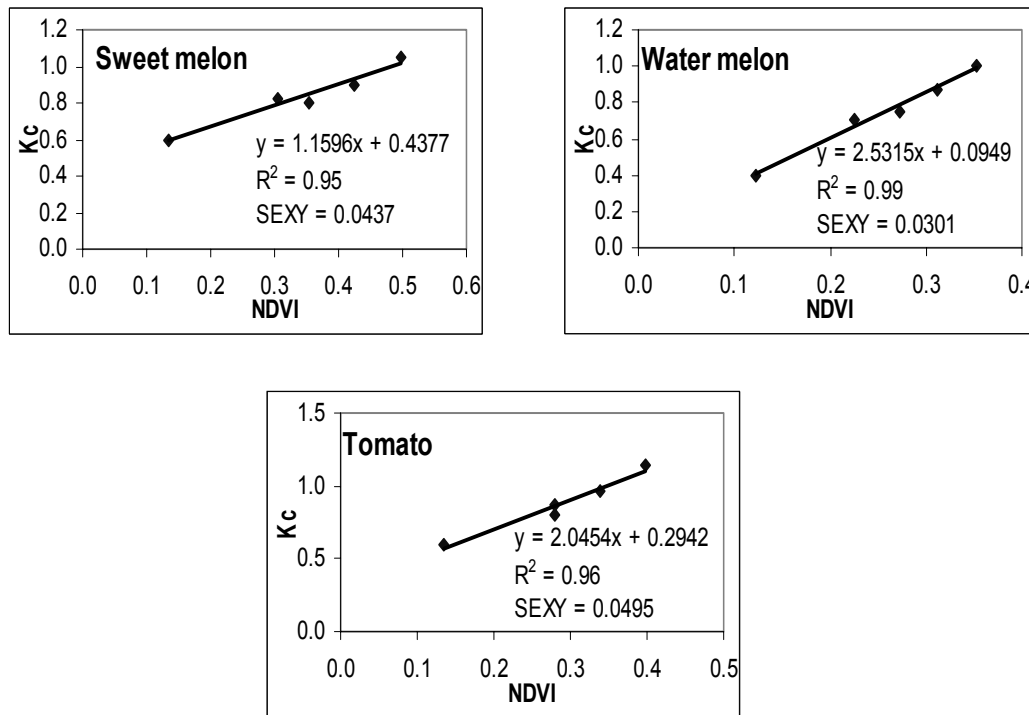 Sweet melon
1.2
1.0
0.8
0.6
0.4
0.2
0.0
Kc
y = 1.1596x + 0.4377
R² = 0.95
SEXY = 0.0437
0.0 0.1 0.2 0.3 0.4 0.5 0.6
NDVI
Water melon
1.2
1.0
0.8
0.6
0.4
0.2
0.0
Kc
y = 2.5315x + 0.0949
R² = 0.99
SEXY = 0.0301
0.0 0.1 0.2 0.3 0.4
NDVI
Tomato
1.5
1.0
0.5
0.0
Kc
y = 2.0454x + 0.2942
R² = 0.96
SEXY = 0.0495
0.0 0.1 0.2 0.3 0.4 0.5
NDVI